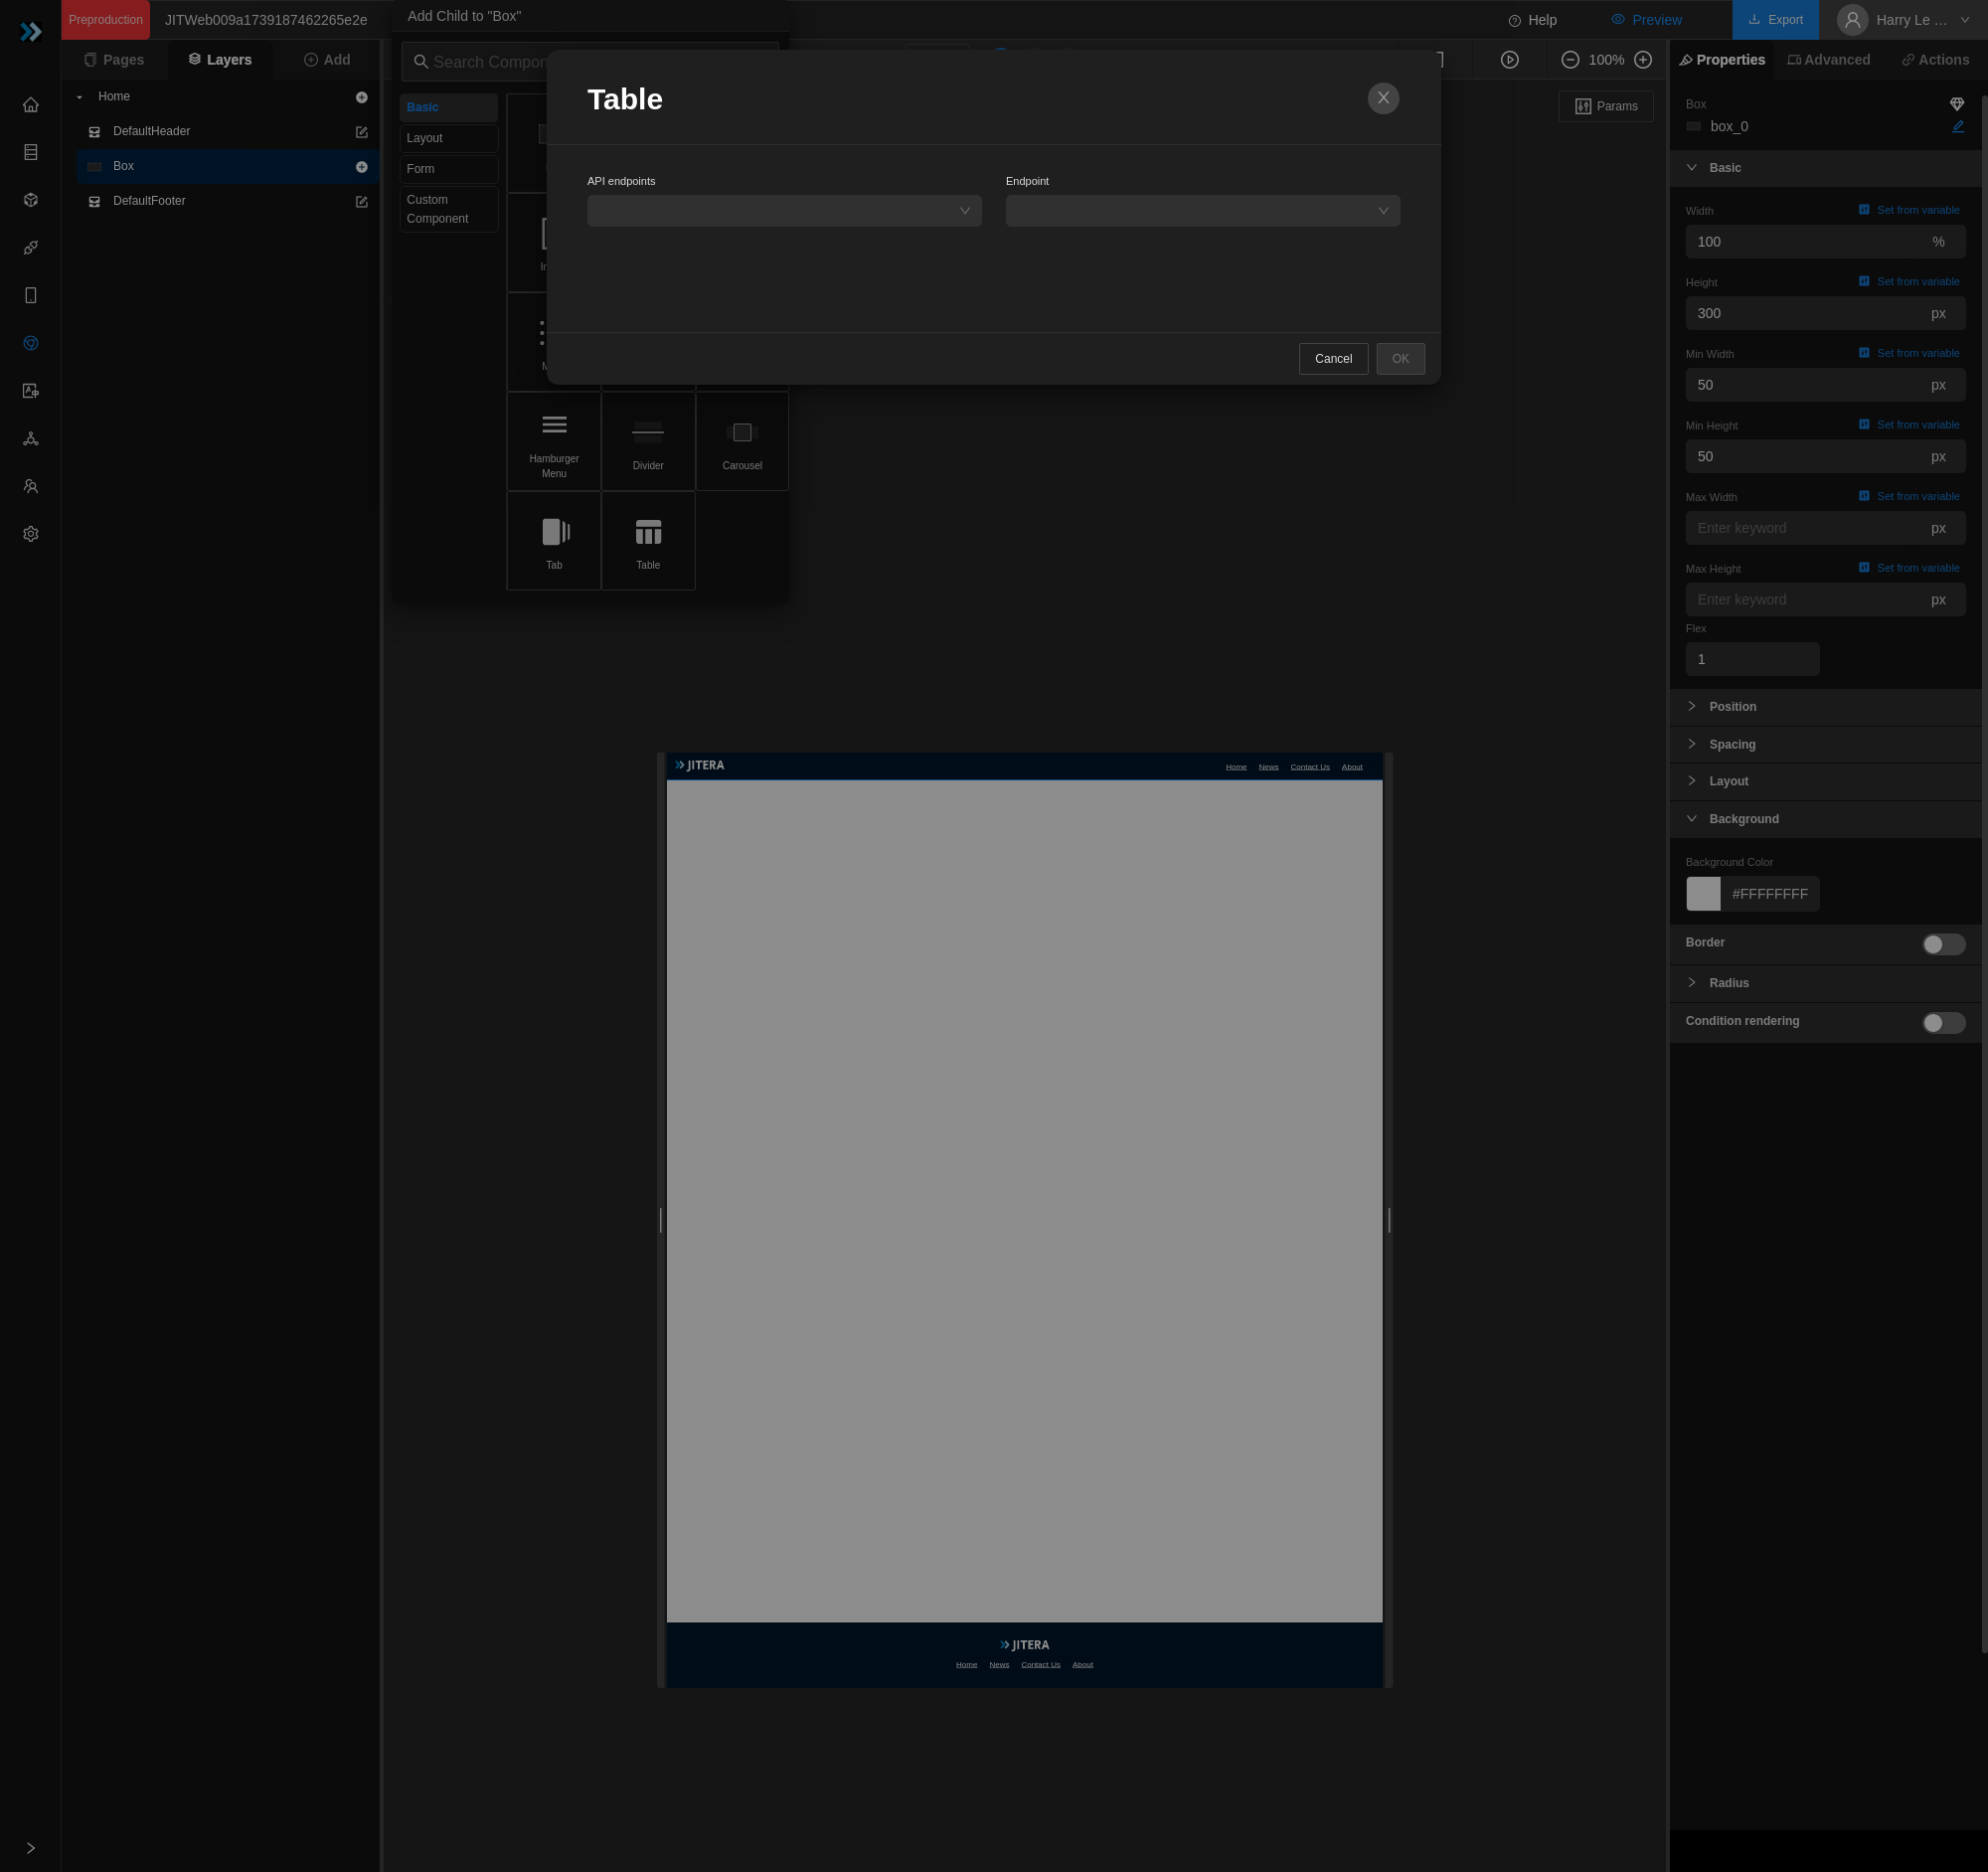 Preproduction
JITWeb009a1739187462265e2e
Add Child to "Box"
Help
Preview
Export
Harry Le ...
Pages
Layers
Add
Search Compon
100%
Properties
Advanced
Actions
Home
DefaultHeader
Box
DefaultFooter
Basic
Layout
Form
Custom
Component
Table
API endpoints
Endpoint
Cancel
OK
Params
Hamburger
Menu
Divider
Carousel
Tab
Table
Box
box_0
Basic
Width
Set from variable
100
%
Height
Set from variable
300
px
Min Width
Set from variable
50
px
Min Height
Set from variable
50
px
Max Width
Set from variable
Enter keyword
px
Max Height
Set from variable
Enter keyword
px
Flex
1
Position
Spacing
Layout
Background
Background Color
#FFFFFFFF
Border
Radius
Condition rendering
JITERA
Home
News
Contact Us
About
JITERA
Home
News
Contact Us
About